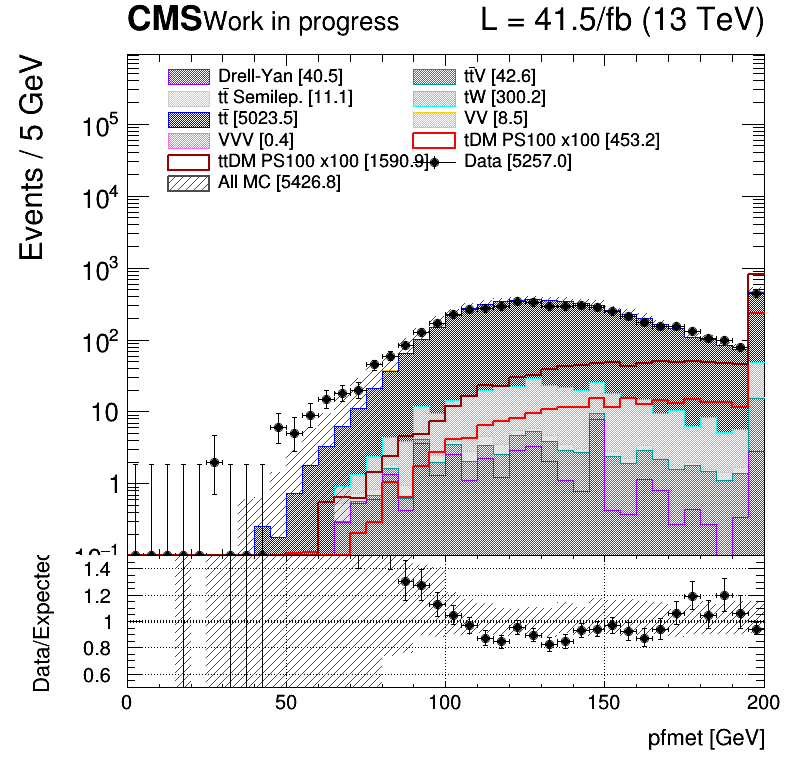 CMS Work in progress L = 41.5/fb (13 TeV)
Events / 5 GeV
Drell-Yan [40.5] tt̄V [42.6]
tt̄ Semilep. [11.1] tW [300.2]
tt̄ [5023.5] VV [8.5]
VVV [0.4] tDM PS100 x100 [453.2]
ttDM PS100 x100 [1590.9] Data [5257.0]
All MC [5426.8]
10⁵
10⁴
10³
10²
10
1
10⁻¹
Data/Expected
1.4
1.2
1
0.8
0.6
0 50 100 150 200
pfmet [GeV]